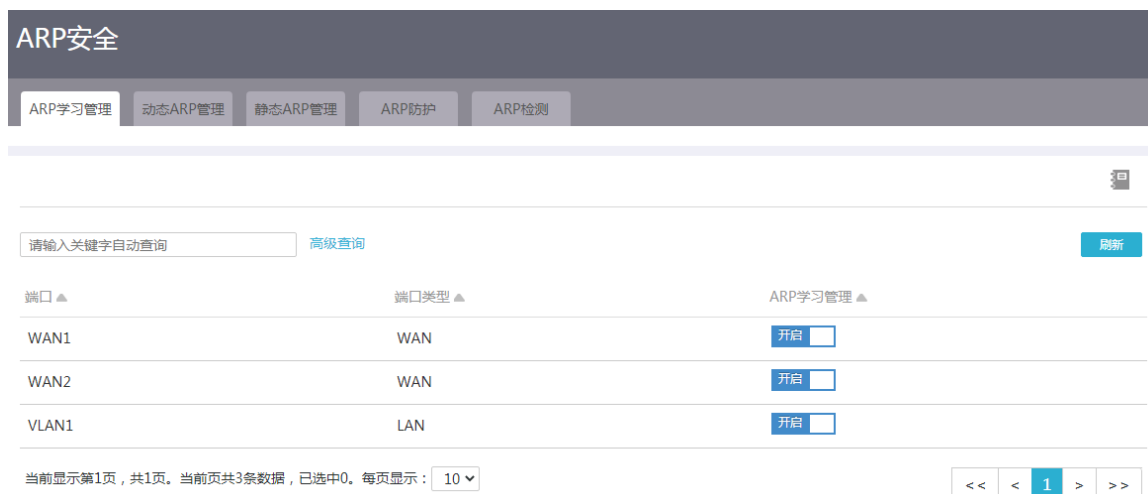 ARP安全
ARP学习管理 动态ARP管理 静态ARP管理 ARP防护 ARP检测
请输入关键字自动查询 高级查询 刷新
端口 端口类型 ARP学习管理
WAN1 WAN 开启
WAN2 WAN 开启
VLAN1 LAN 开启
当前显示第1页，共1页。当前页共3条数据，已选中0。每页显示： 10 << < 1 > >>